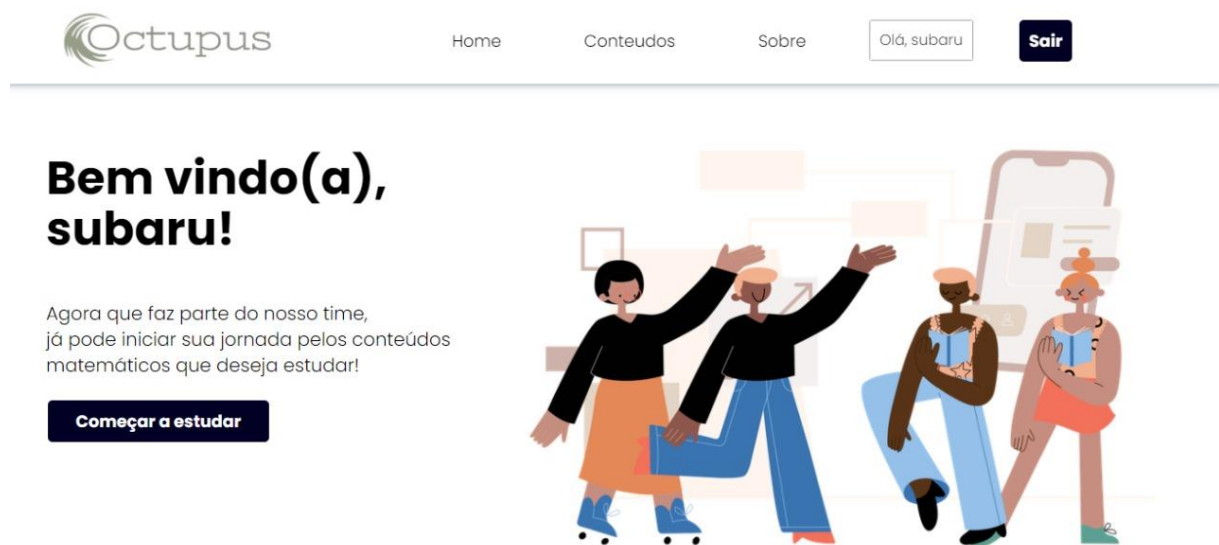 Octupus
Home
Conteudos
Sobre
Olá, subaru
Sair
Bem vindo(a),
subaru!
Agora que faz parte do nosso time,
já pode iniciar sua jornada pelos conteúdos
matemáticos que deseja estudar!
Começar a estudar